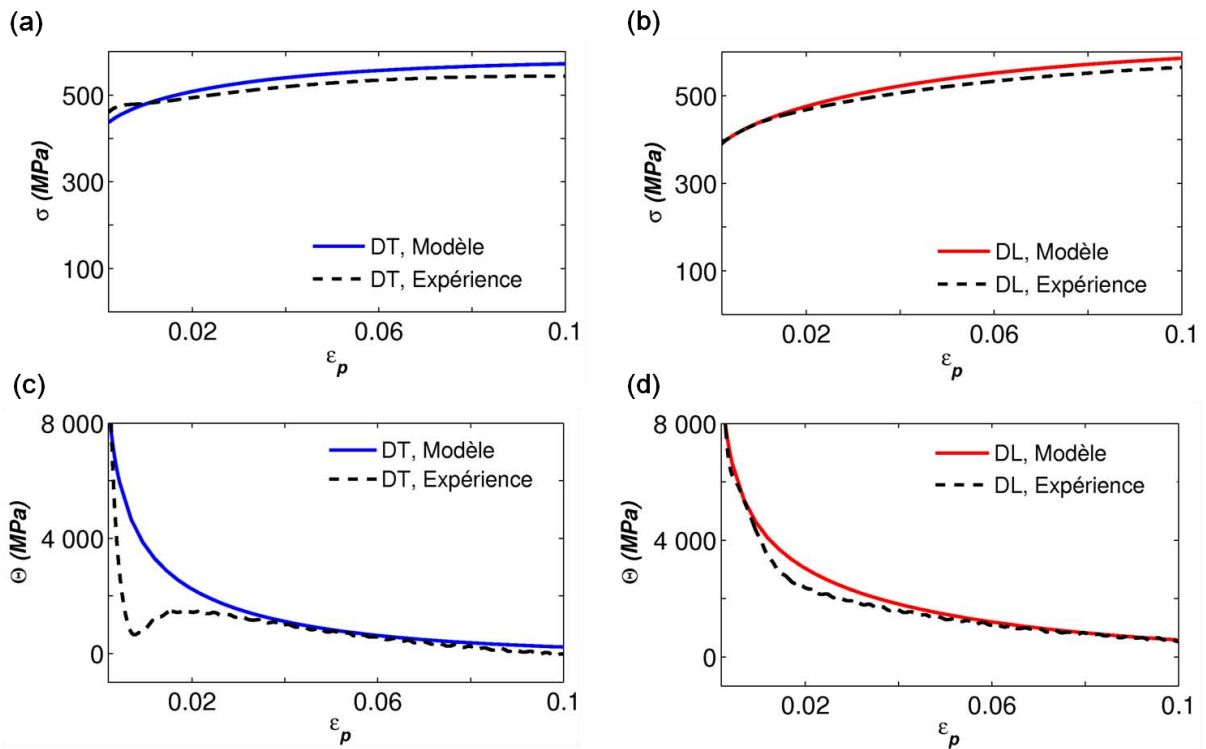 (a)
500
300
100
σ (MPa)
DT, Modèle
DT, Expérience
0.02
0.06
0.1
εp
(b)
500
300
100
σ (MPa)
DL, Modèle
DL, Expérience
0.02
0.06
0.1
εp
(c)
8 000
4 000
0
Θ (MPa)
DT, Modèle
DT, Expérience
0.02
0.06
0.1
εp
(d)
8 000
4 000
0
Θ (MPa)
DL, Modèle
DL, Expérience
0.02
0.06
0.1
εp